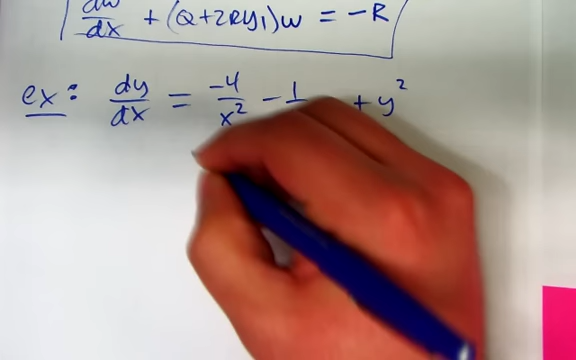 dw/dx + (Q+2Ry₁)w = -R
ex: dy/dx = -4/x² - 1 + y²